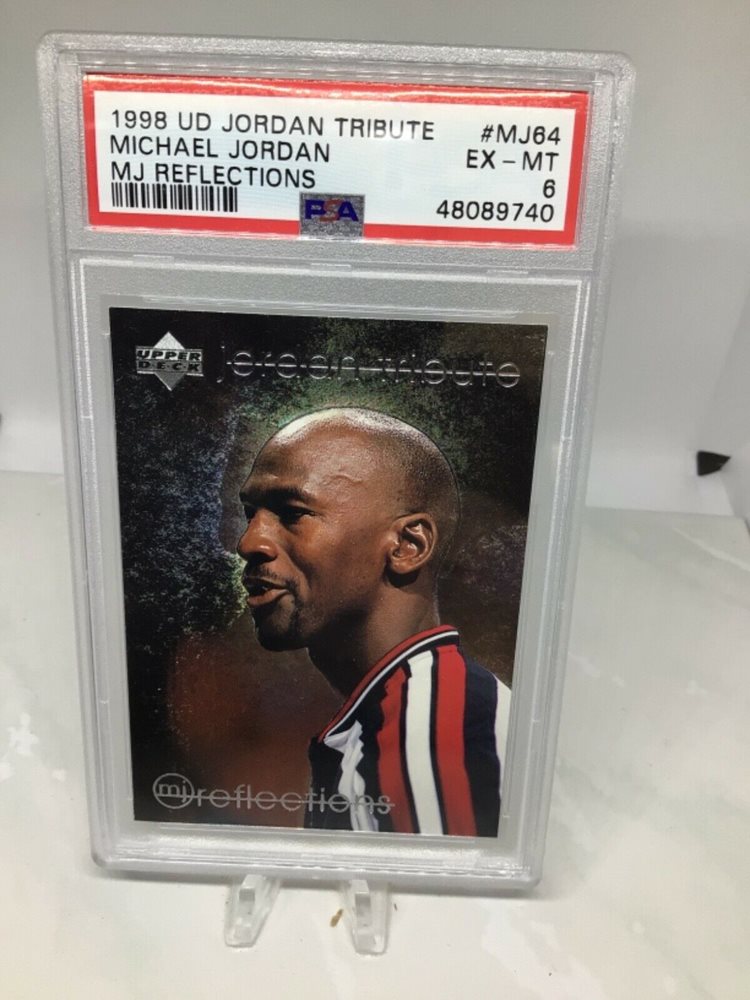 1998 UD JORDAN TRIBUTE #MJ64
MICHAEL JORDAN EX - MT
MJ REFLECTIONS 6
PSA 48089740
UPPER DECK
jordan tribute
mj reflections